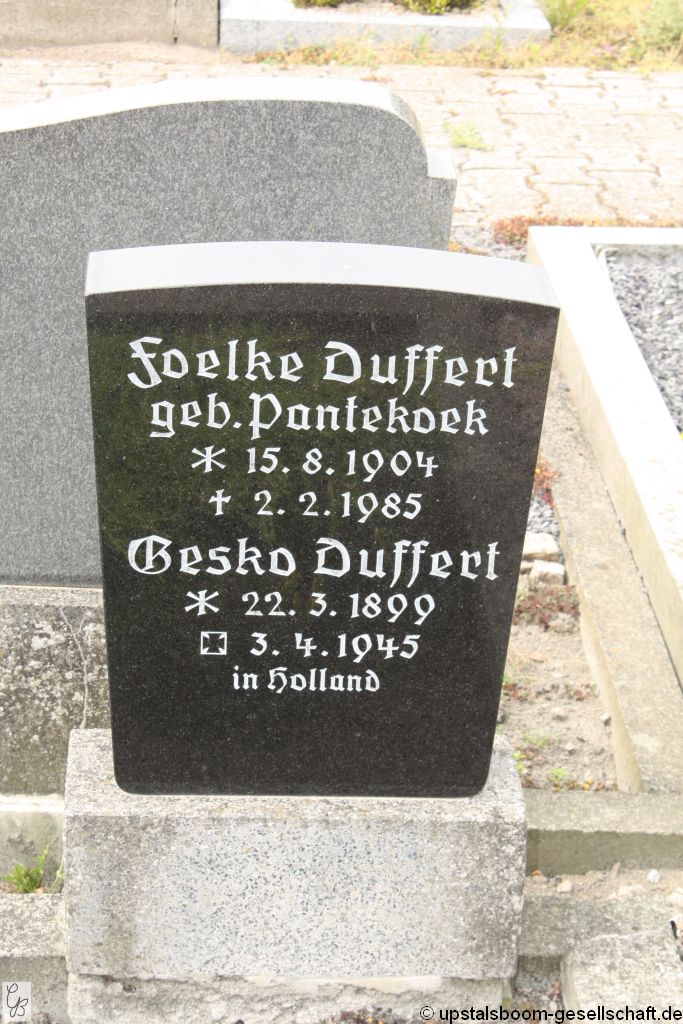 Foelke Duffert
geb. Pantekoek
* 15. 8. 1904
† 2. 2. 1985
Gesko Duffert
* 22. 3. 1899
✠ 3. 4. 1945
in Holland
GB
© upstalsboom-gesellschaft.de